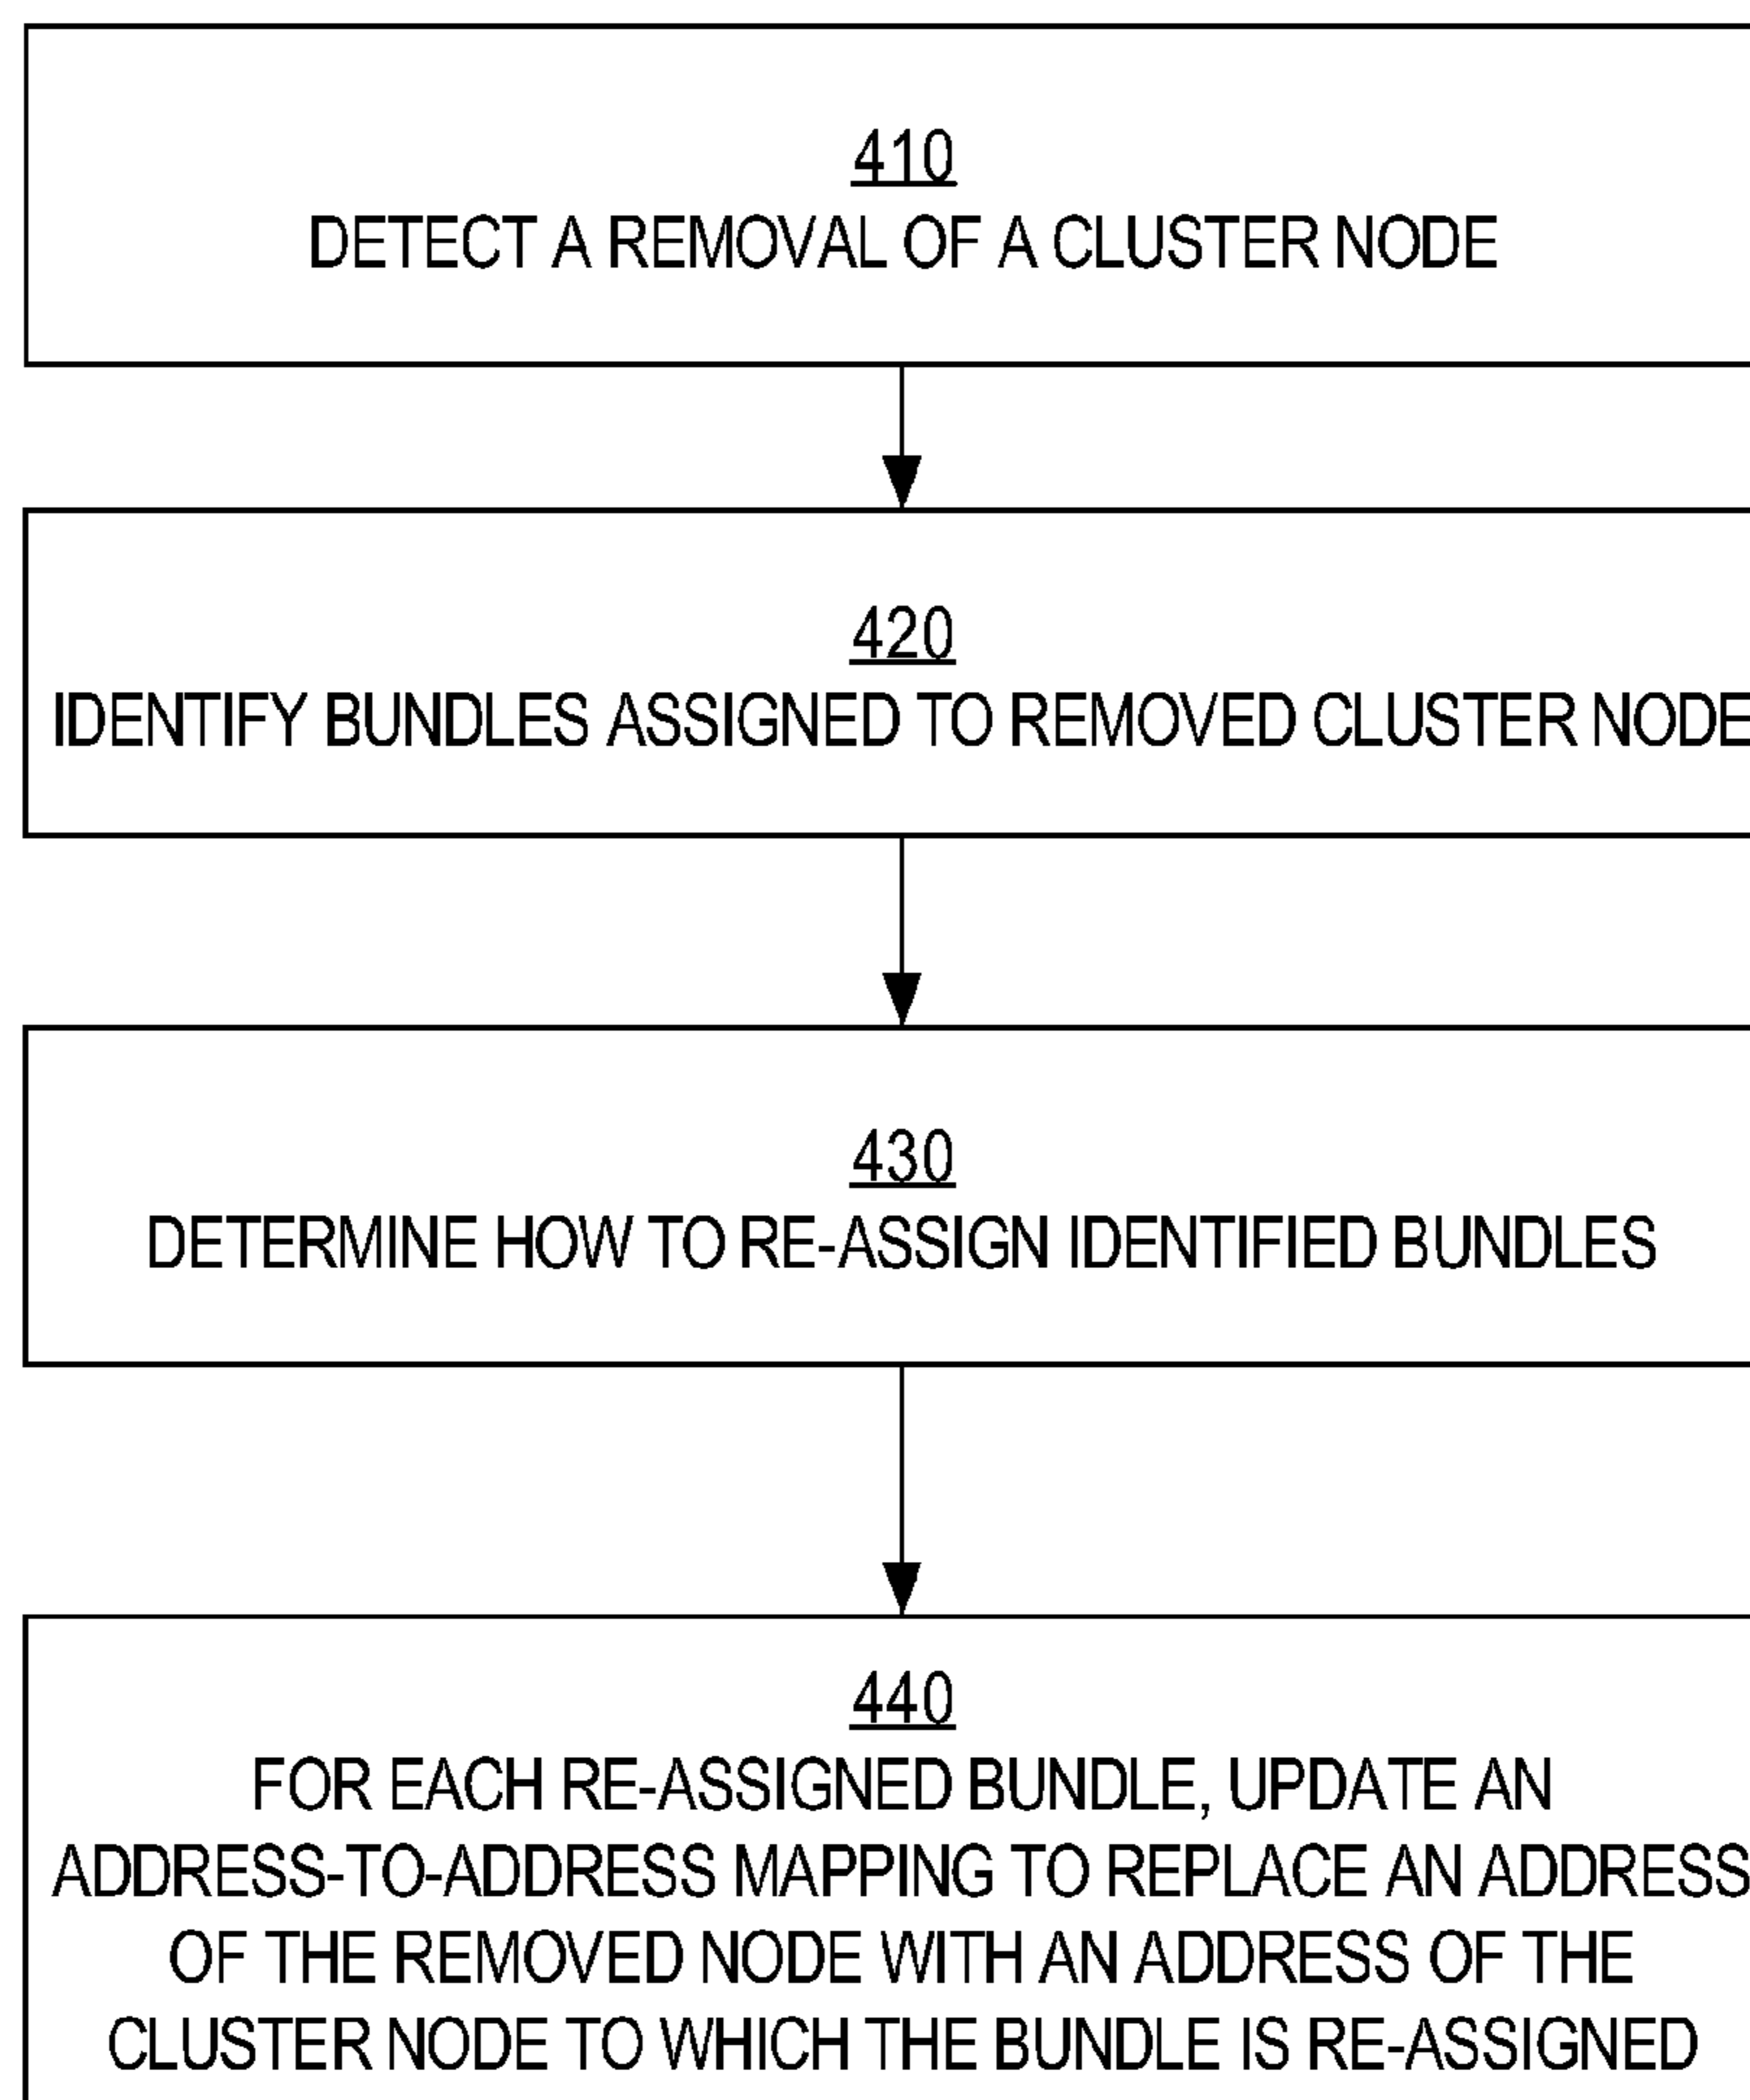 410
DETECT A REMOVAL OF A CLUSTER NODE
420
IDENTIFY BUNDLES ASSIGNED TO REMOVED CLUSTER NODE
430
DETERMINE HOW TO RE-ASSIGN IDENTIFIED BUNDLES
440
FOR EACH RE-ASSIGNED BUNDLE, UPDATE AN
ADDRESS-TO-ADDRESS MAPPING TO REPLACE AN ADDRESS
OF THE REMOVED NODE WITH AN ADDRESS OF THE
CLUSTER NODE TO WHICH THE BUNDLE IS RE-ASSIGNED